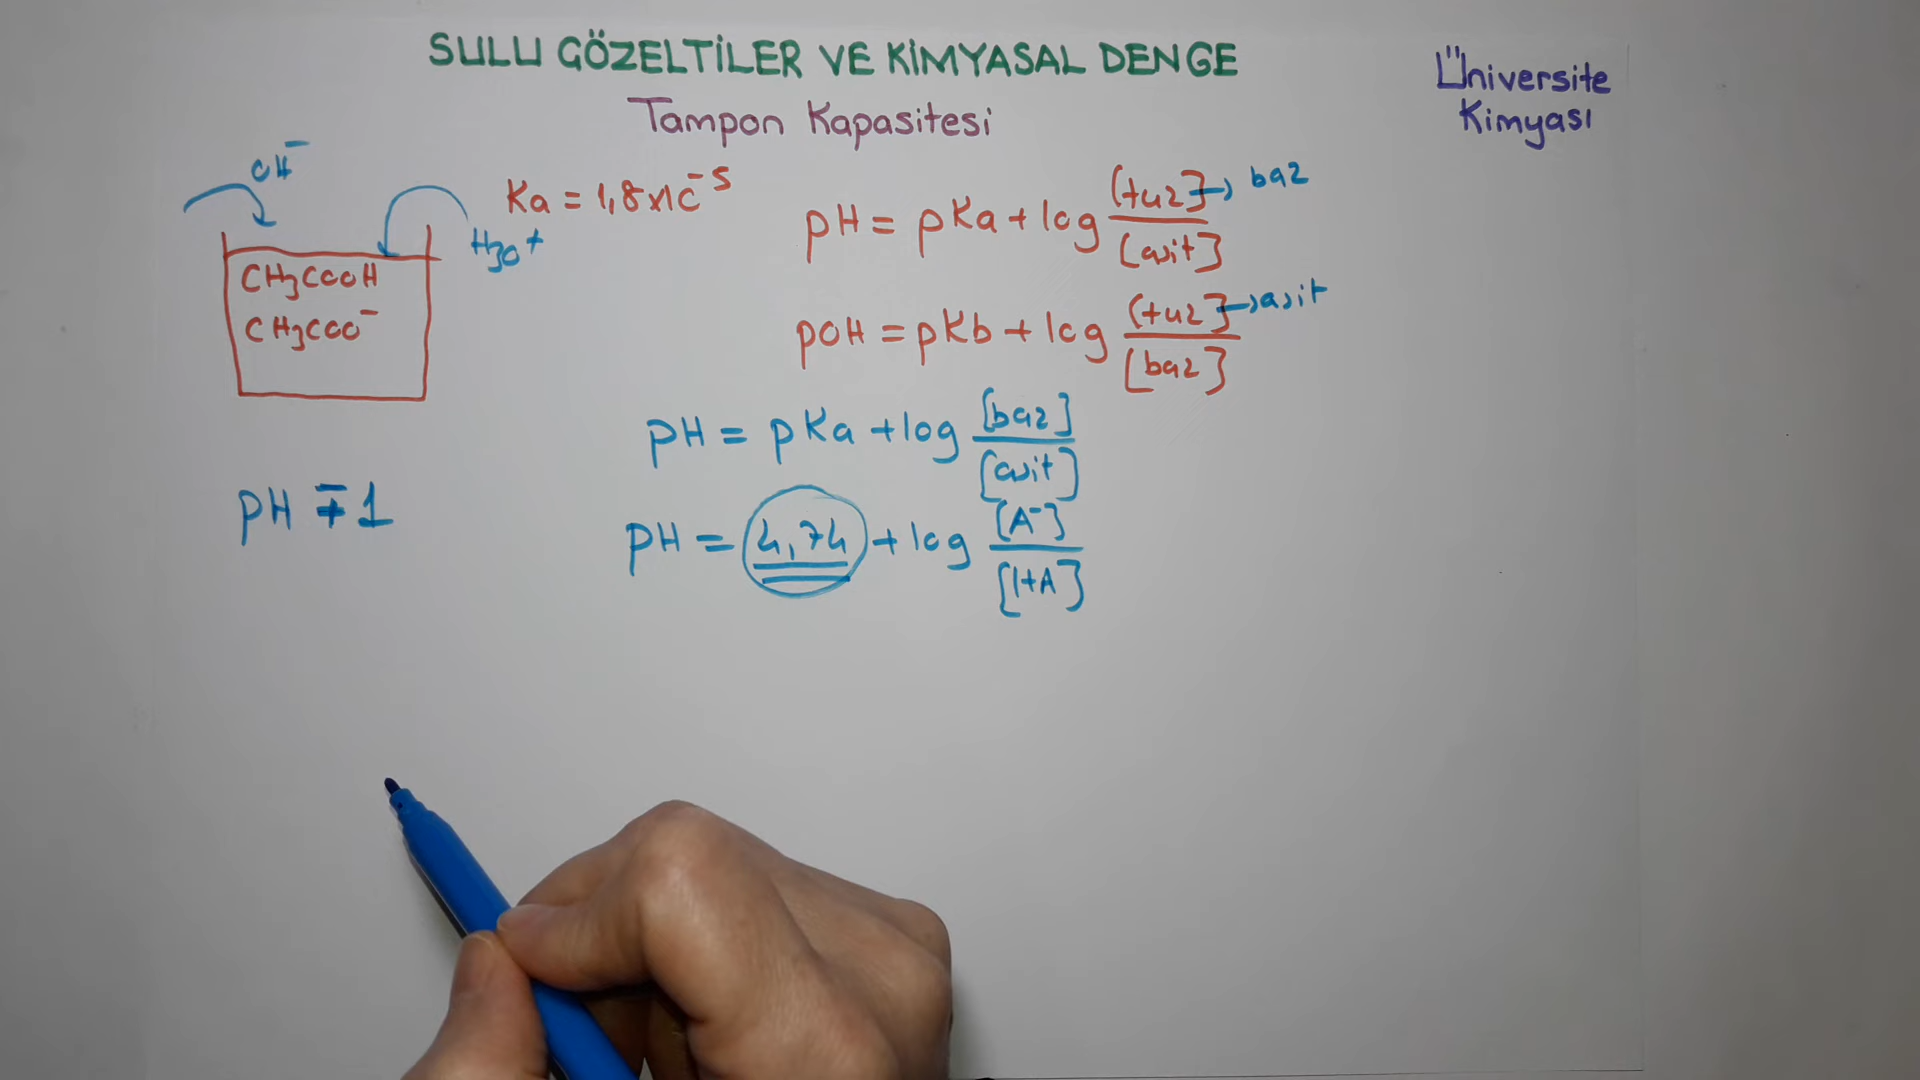 SULU ÇÖZELTİLER VE KİMYASAL DENGE
Üniversite
Kimyası
Tampon Kapasitesi
OH⁻
H₃O⁺
Ka = 1,8x10⁻⁵
CH₃COOH
CH₃COO⁻
pH = pKa + log [tuz] → baz / [asit]
pOH = pKb + log [tuz] → asit / [baz]
pH = pKa + log [baz] / [asit]
pH ∓ 1
pH = 4,74 + log [A⁻] / [HA]